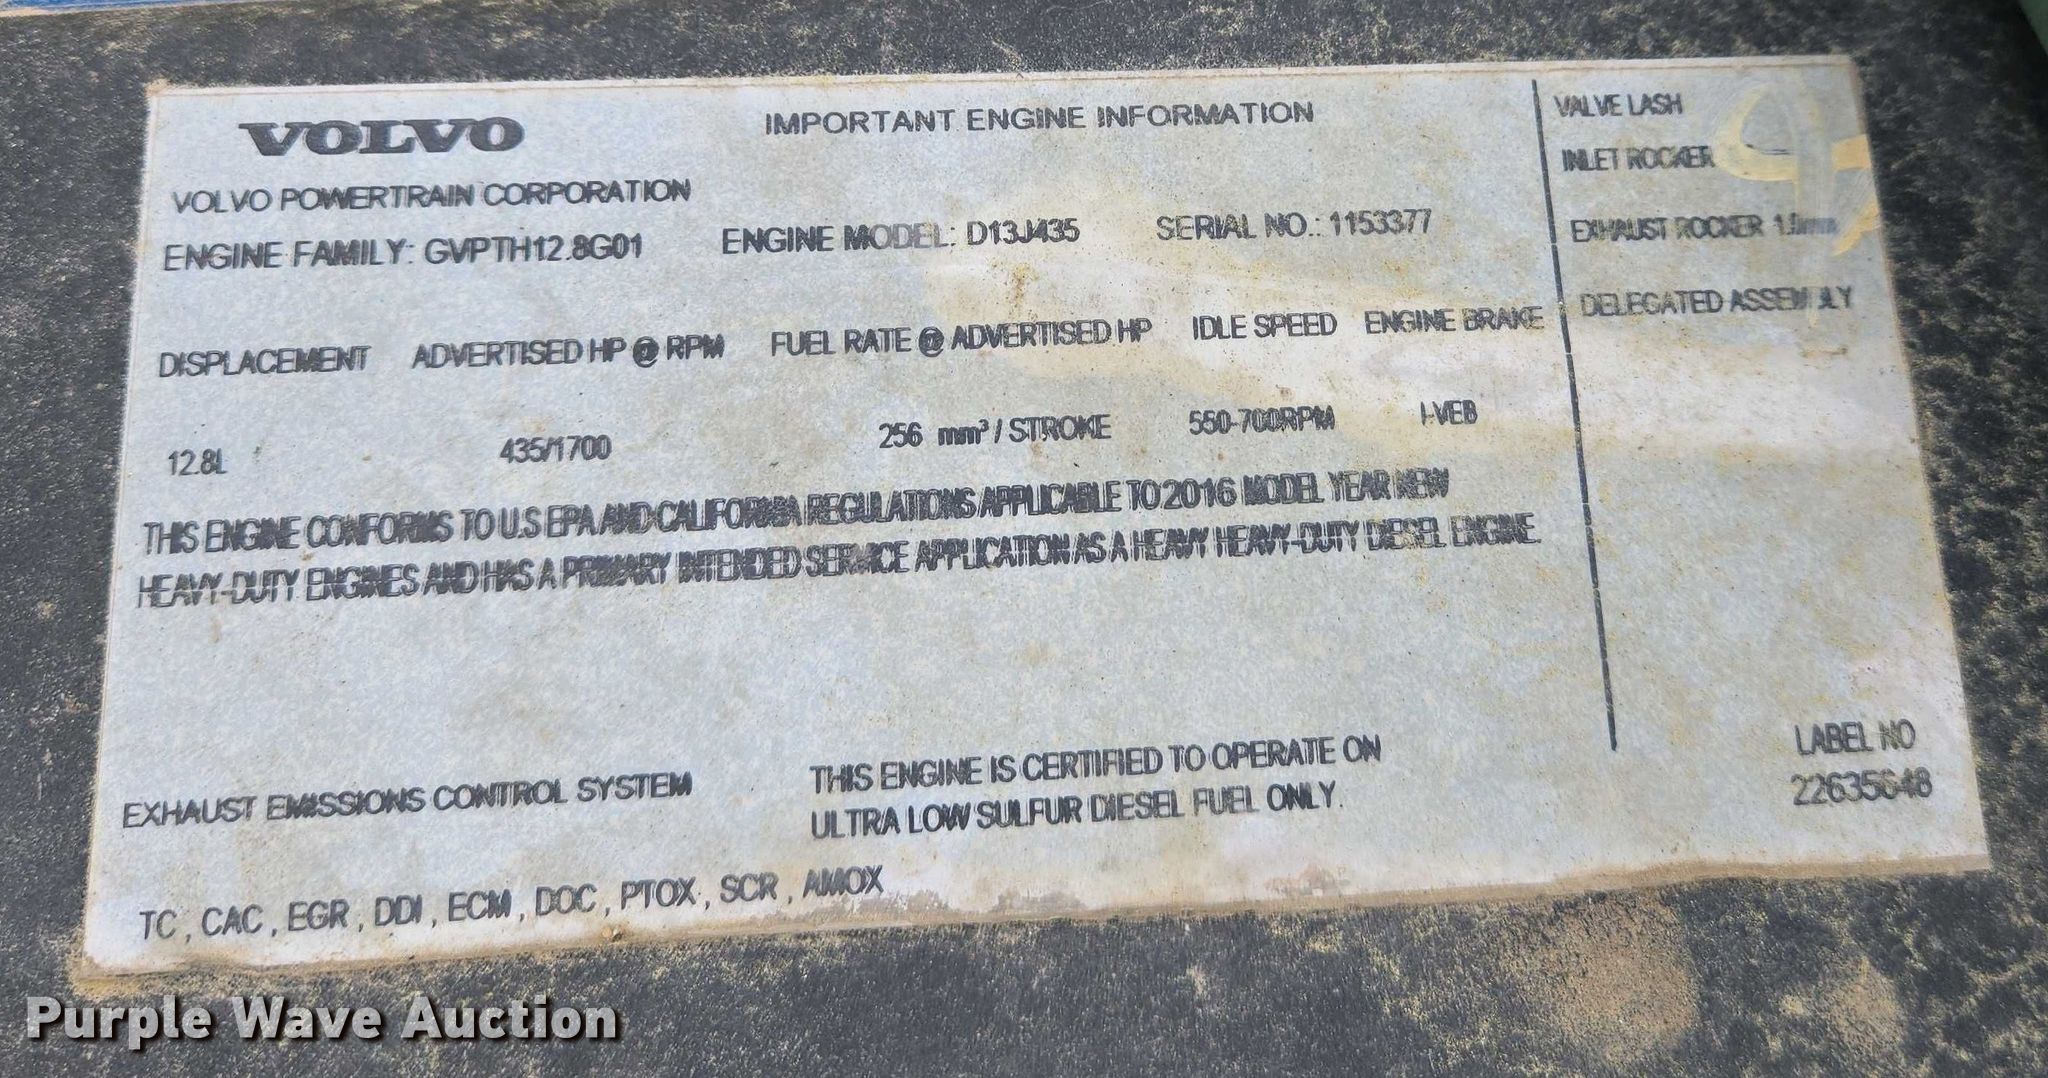 VOLVO
IMPORTANT ENGINE INFORMATION
VOLVO POWERTRAIN CORPORATION
ENGINE FAMILY: GVPTH12.8G01 ENGINE MODEL: D13J435 SERIAL NO.: 1153377
DISPLACEMENT ADVERTISED HP @ RPM FUEL RATE @ ADVERTISED HP IDLE SPEED ENGINE BRAKE
12.8L 435/1700 256 mm³ / STROKE 550-700RPM I-VEB
THIS ENGINE CONFORMS TO U.S EPA AND CALIFORNIA REGULATIONS APPLICABLE TO 2016 MODEL YEAR NEW
HEAVY-DUTY ENGINES AND HAS A PRIMARY INTENDED SERVICE APPLICATION AS A HEAVY HEAVY-DUTY DIESEL ENGINE.
EXHAUST EMISSIONS CONTROL SYSTEM
TC , CAC , EGR , DDI , ECM , DOC , PTOX , SCR , AMOX
THIS ENGINE IS CERTIFIED TO OPERATE ON
ULTRA LOW SULFUR DIESEL FUEL ONLY.
VALVE LASH
INLET ROCKER
EXHAUST ROCKER
DELEGATED ASSEMBLY
LABEL NO
22635648
Purple Wave Auction